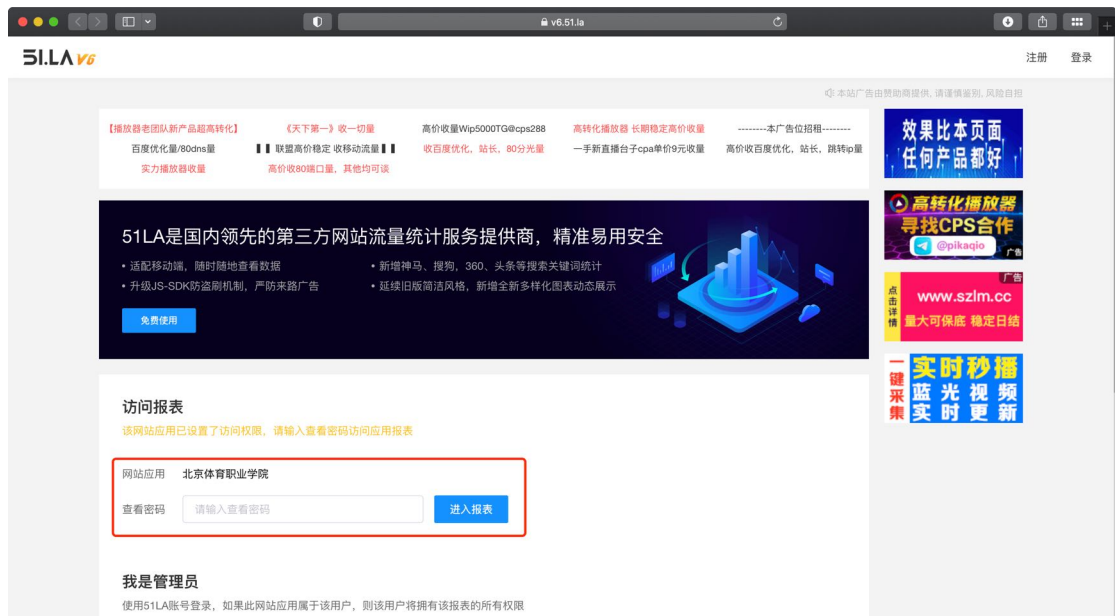 v6.51.la
51.LA V6
注册 登录
本站广告由赞助商提供, 请谨慎鉴别, 风险自担
【播放器老团队新产品超高转化】 《天下第一》收一切量 高价收量Wip5000TG@cps288 高转化播放器 长期稳定高价收量 --------本广告位招租--------
百度优化量/80dns量 ▌▌联盟高价稳定 收移动流量▌▌ 收百度优化，站长，80分光量 一手新直播台子cpa单价9元收量 高价收百度优化，站长，跳转ip量
实力播放器收量 高价收80端口量，其他均可谈
效果比本页面
任何产品都好
高转化播放器
寻找CPS合作
@pikaqio
广告
广告
点击详情
www.szlm.cc
量大可保底 稳定日结
一键采集
实时秒播
蓝光视频
实时更新
51LA是国内领先的第三方网站流量统计服务提供商，精准易用安全
• 适配移动端，随时随地查看数据 • 新增神马、搜狗，360、头条等搜索关键词统计
• 升级JS-SDK防盗刷机制，严防来路广告 • 延续旧版简洁风格，新增全新多样化图表动态展示
免费使用
访问报表
该网站应用已设置了访问权限，请输入查看密码访问应用报表
网站应用 北京体育职业学院
查看密码 请输入查看密码 进入报表
我是管理员
使用51LA账号登录，如果此网站应用属于该用户，则该用户将拥有该报表的所有权限